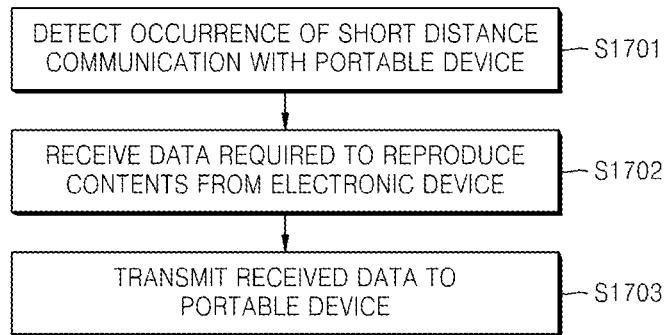 DETECT OCCURRENCE OF SHORT DISTANCE
COMMUNICATION WITH PORTABLE DEVICE
S1701
RECEIVE DATA REQUIRED TO REPRODUCE
CONTENTS FROM ELECTRONIC DEVICE
S1702
TRANSMIT RECEIVED DATA TO
PORTABLE DEVICE
S1703